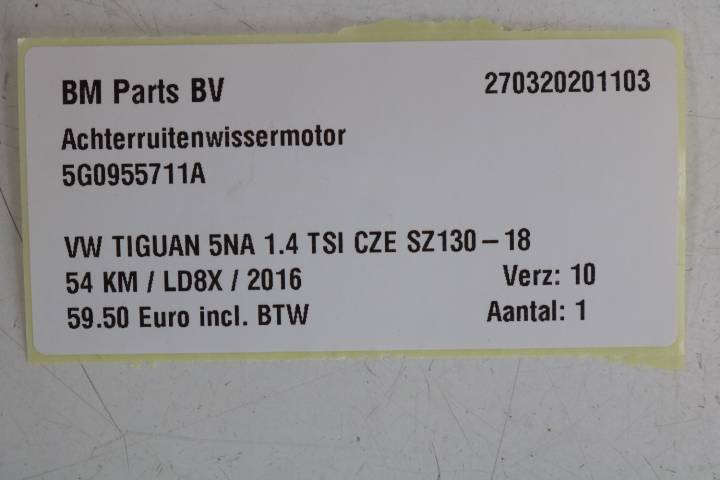 BM Parts BV 270320201103
Achterruitenwissermotor
5G0955711A
VW TIGUAN 5NA 1.4 TSI CZE SZ130-18
54 KM / LD8X / 2016 Verz: 10
59.50 Euro incl. BTW Aantal: 1